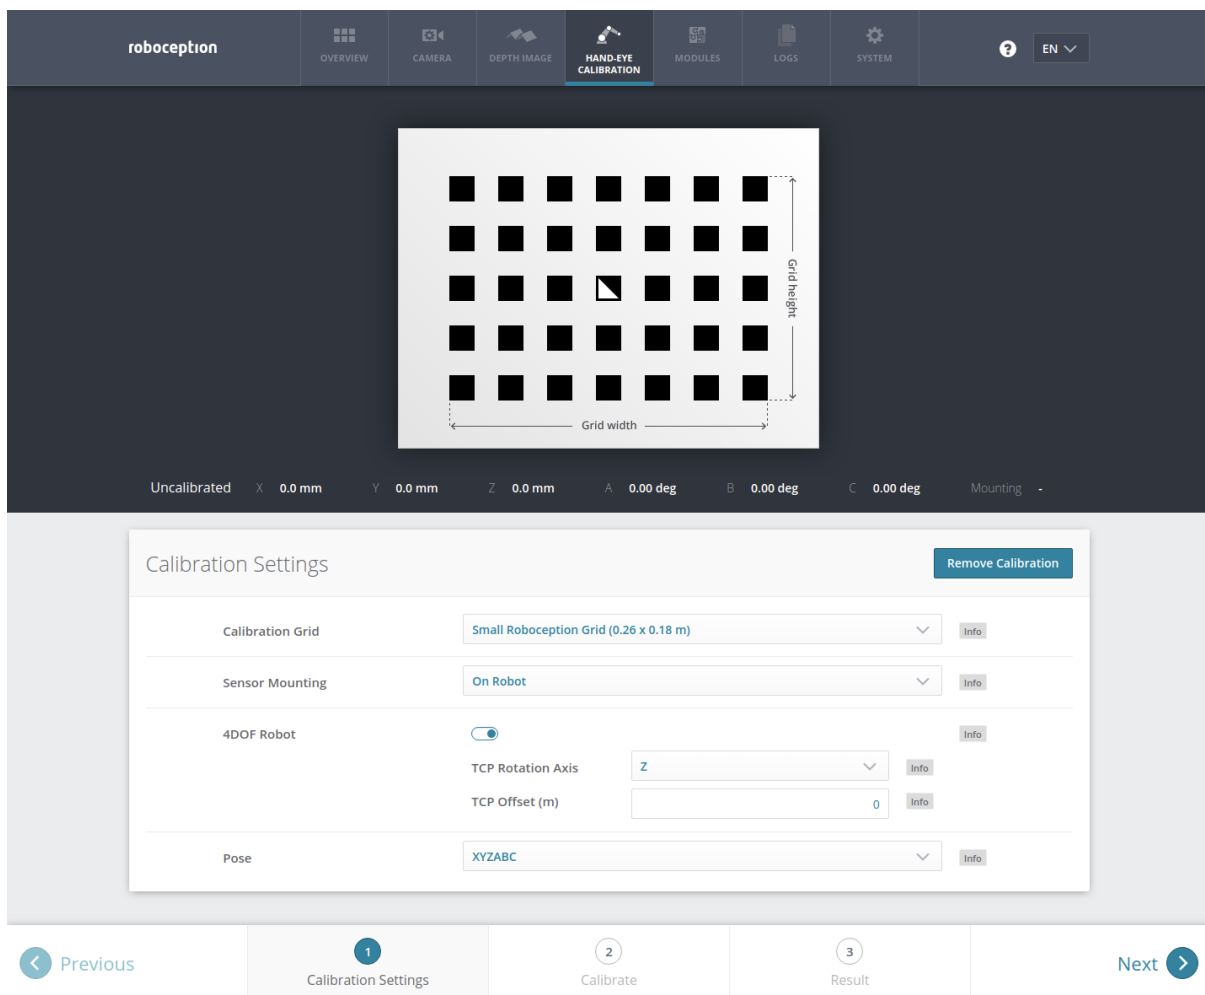 roboception
OVERVIEW
CAMERA
DEPTH IMAGE
HAND-EYE
CALIBRATION
MODULES
LOGS
SYSTEM
?
EN
Grid height
Grid width
Uncalibrated X 0.0 mm Y 0.0 mm Z 0.0 mm A 0.00 deg B 0.00 deg C 0.00 deg Mounting -
Calibration Settings
Remove Calibration
Calibration Grid
Small Roboception Grid (0.26 x 0.18 m)
Info
Sensor Mounting
On Robot
Info
4DOF Robot
Info
TCP Rotation Axis
Z
Info
TCP Offset (m)
0
Info
Pose
XYZABC
Info
Previous
1
Calibration Settings
2
Calibrate
3
Result
Next